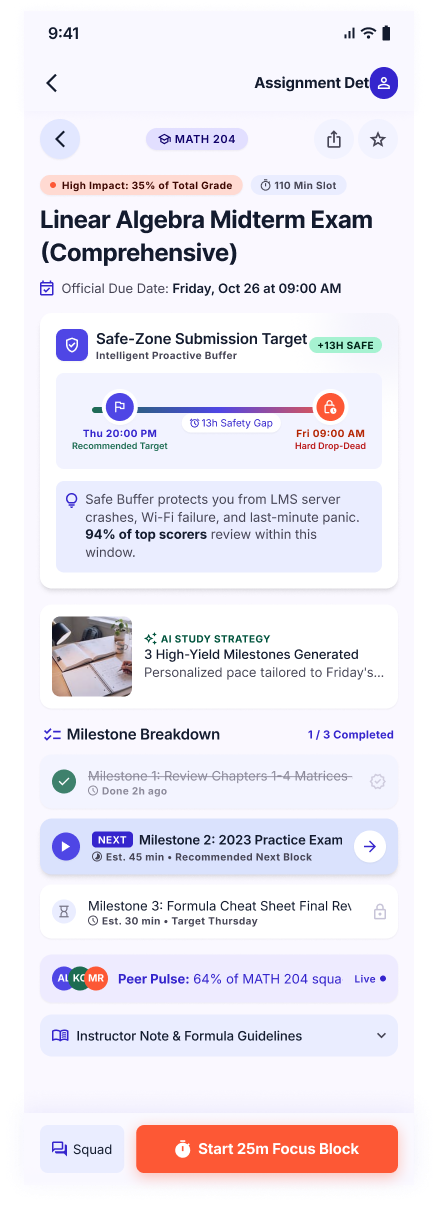 9:41
Assignment Det
MATH 204
High Impact: 35% of Total Grade
110 Min Slot
Linear Algebra Midterm Exam
(Comprehensive)
Official Due Date: Friday, Oct 26 at 09:00 AM
Safe-Zone Submission Target
+13H SAFE
Intelligent Proactive Buffer
13h Safety Gap
Thu 20:00 PM
Fri 09:00 AM
Recommended Target
Hard Drop-Dead
Safe Buffer protects you from LMS server
crashes, Wi-Fi failure, and last-minute panic.
94% of top scorers review within this
window.
AI STUDY STRATEGY
3 High-Yield Milestones Generated
Personalized pace tailored to Friday's...
Milestone Breakdown
1 / 3 Completed
Milestone 1: Review Chapters 1-4 Matrices
Done 2h ago
NEXT Milestone 2: 2023 Practice Exam
Est. 45 min • Recommended Next Block
Milestone 3: Formula Cheat Sheet Final Rev
Est. 30 min • Target Thursday
AL KC MR
Peer Pulse: 64% of MATH 204 squa
Live
Instructor Note & Formula Guidelines
Squad
Start 25m Focus Block